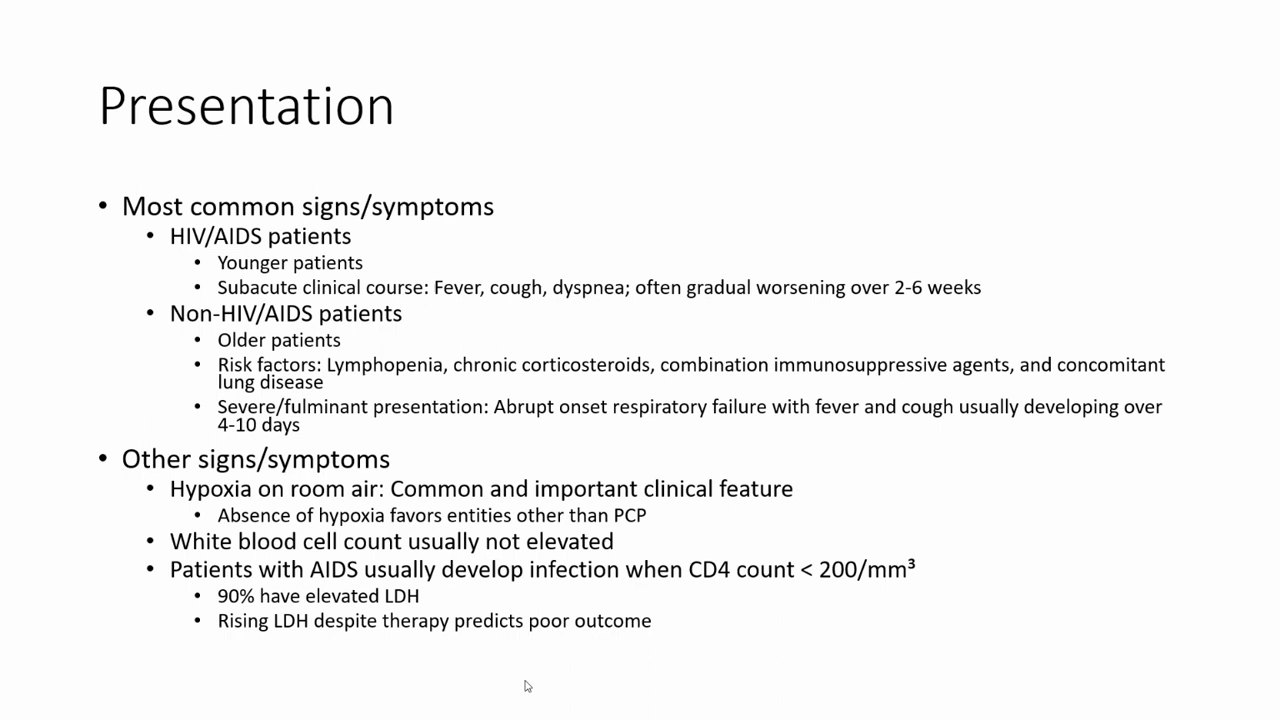 Presentation
• Most common signs/symptoms
• HIV/AIDS patients
• Younger patients
• Subacute clinical course: Fever, cough, dyspnea; often gradual worsening over 2-6 weeks
• Non-HIV/AIDS patients
• Older patients
• Risk factors: Lymphopenia, chronic corticosteroids, combination immunosuppressive agents, and concomitant
lung disease
• Severe/fulminant presentation: Abrupt onset respiratory failure with fever and cough usually developing over
4-10 days
• Other signs/symptoms
• Hypoxia on room air: Common and important clinical feature
• Absence of hypoxia favors entities other than PCP
• White blood cell count usually not elevated
• Patients with AIDS usually develop infection when CD4 count < 200/mm³
• 90% have elevated LDH
• Rising LDH despite therapy predicts poor outcome